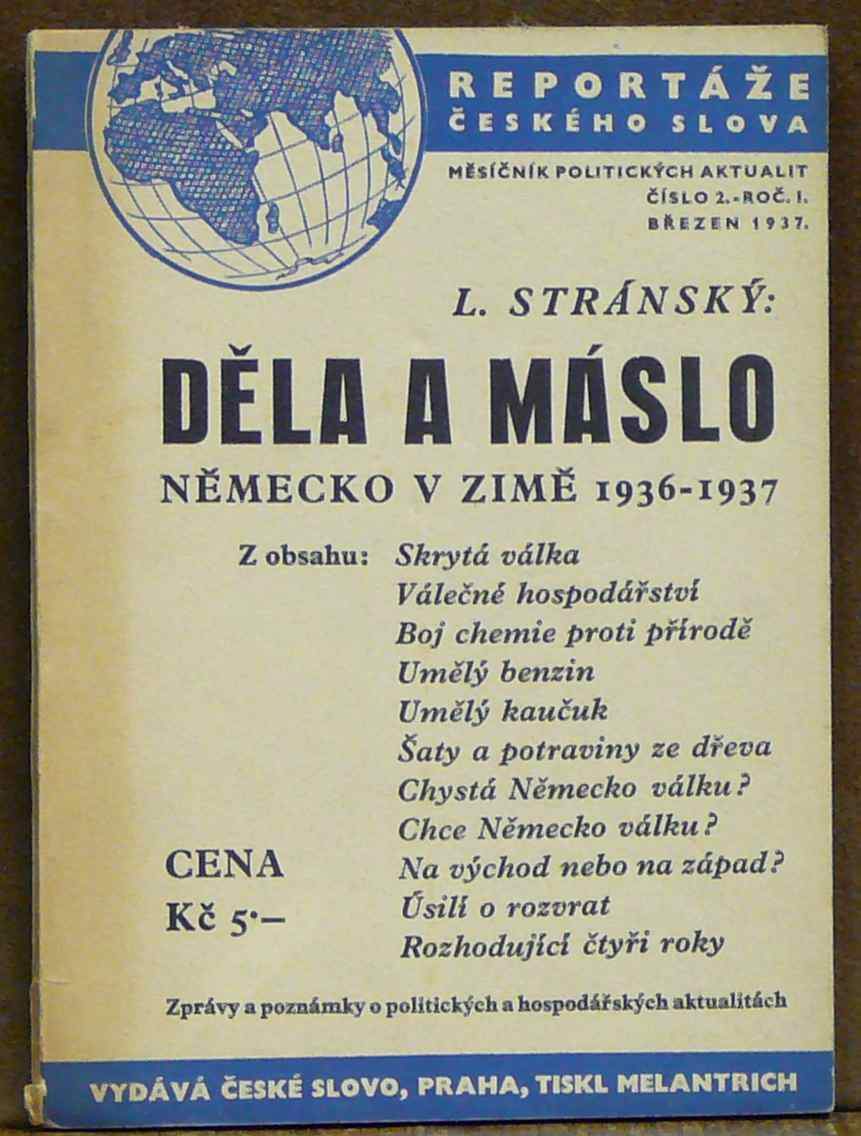 REPORTÁŽE
ČESKÉHO SLOVA
MĚSÍČNÍK POLITICKÝCH AKTUALIT
ČÍSLO 2.-ROČ. I.
BŘEZEN 1937.
L. STRÁNSKÝ:
DĚLA A MÁSLO
NĚMECKO V ZIMĚ 1936-1937
Z obsahu: Skrytá válka
Válečné hospodářství
Boj chemie proti přírodě
Umělý benzin
Umělý kaučuk
Šaty a potraviny ze dřeva
Chystá Německo válku?
Chce Německo válku?
Na východ nebo na západ?
Úsilí o rozvrat
Rozhodující čtyři roky
CENA
Kč 5·—
Zprávy a poznámky o politických a hospodářských aktualitách
VYDÁVÁ ČESKÉ SLOVO, PRAHA, TISKL MELANTRICH